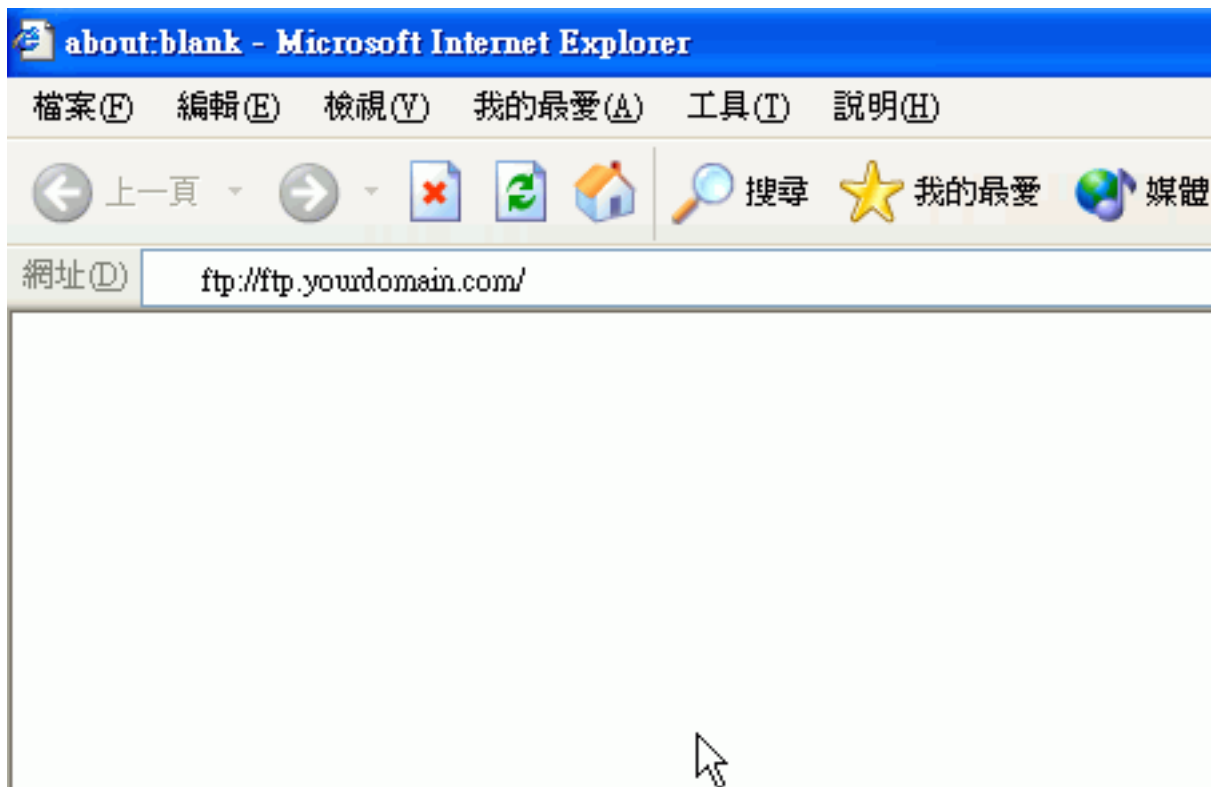 about:blank - Microsoft Internet Explorer
檔案(F) 編輯(E) 檢視(V) 我的最愛(A) 工具(T) 說明(H)
上一頁 搜尋 我的最愛 媒體
網址(D) ftp://ftp.yourdomain.com/